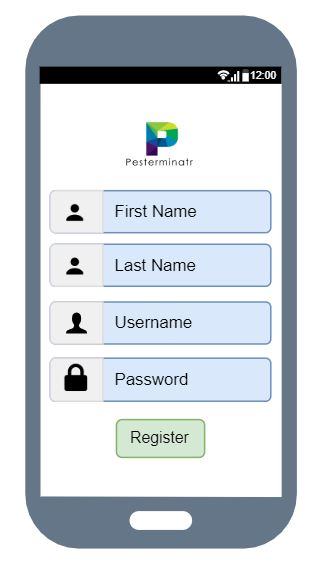 12:00
Pesterminatr
First Name
Last Name
Username
Password
Register